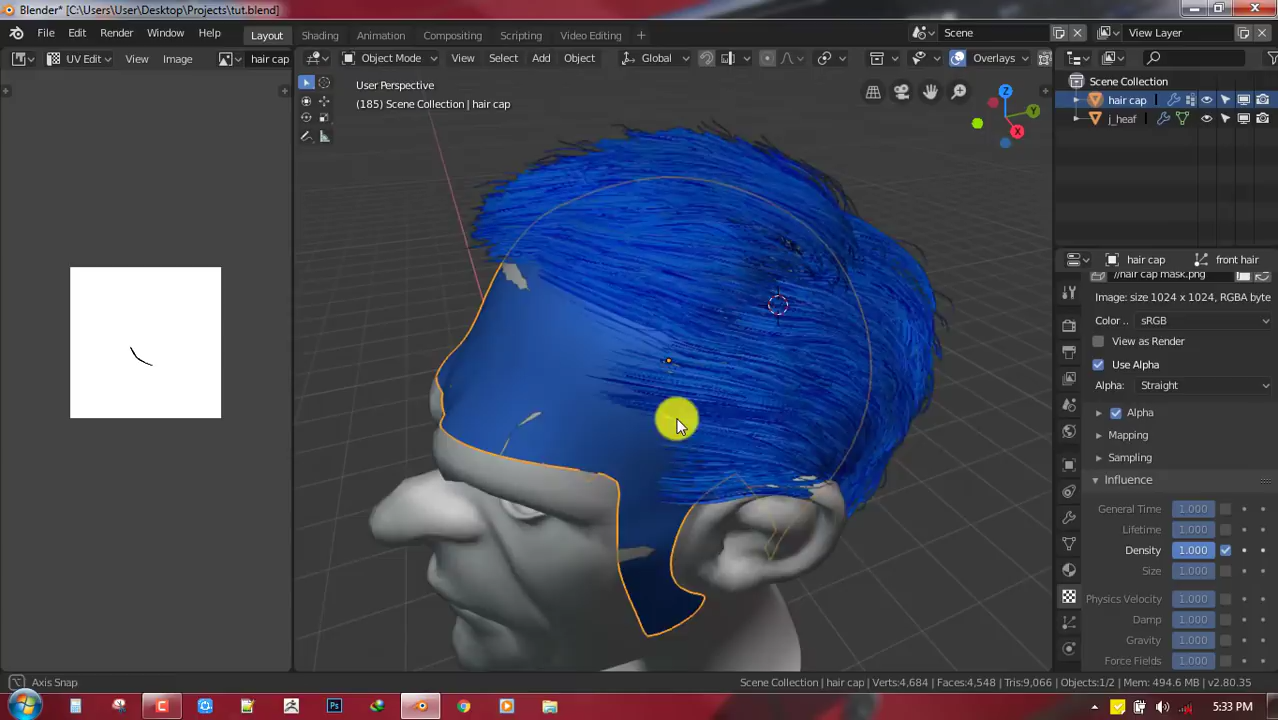 Blender* [C:\Users\User\Desktop\Projects\tut.blend]
File Edit Render Window Help Layout Shading Animation Compositing Scripting Video Editing + Scene View Layer
UV Edit View Image hair cap Object Mode View Select Add Object Global Overlays
User Perspective
(185) Scene Collection | hair cap
Z
Y
X
Scene Collection
hair cap
j_heaf
hair cap front hair
//hair cap mask.png
Image: size 1024 x 1024, RGBA byte
Color .. sRGB
View as Render
Use Alpha
Alpha: Straight
Alpha
Mapping
Sampling
Influence
General Time 1.000
Lifetime 1.000
Density 1.000
Size 1.000
Physics Velocity 1.000
Damp 1.000
Gravity 1.000
Force Fields 1.000
Axis Snap Scene Collection | hair cap | Verts:4,684 | Faces:4,548 | Tris:9,066 | Objects:1/2 | Mem: 494.6 MB | v2.80.35
5:33 PM